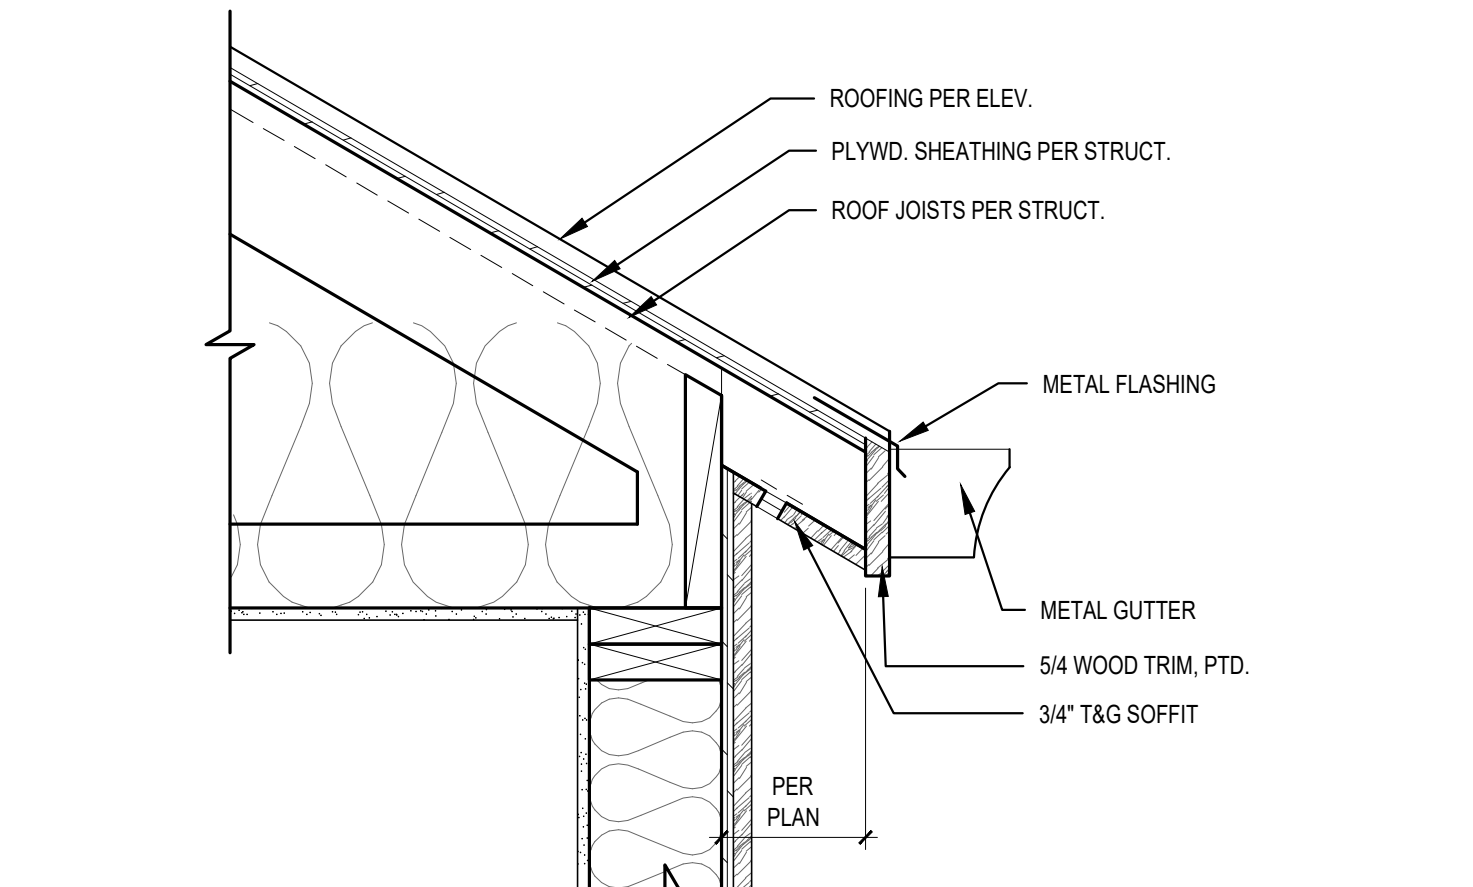 ROOFING PER ELEV.
PLYWD. SHEATHING PER STRUCT.
ROOF JOISTS PER STRUCT.
METAL FLASHING
METAL GUTTER
5/4 WOOD TRIM, PTD.
3/4" T&G SOFFIT
PER
PLAN